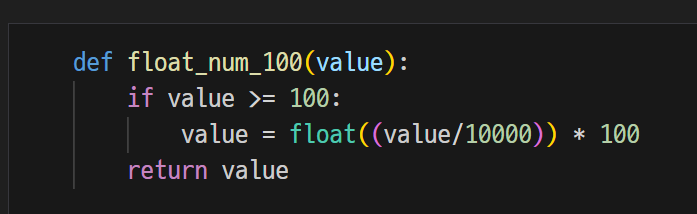 def float_num_100(value):
    if value >= 100:
        value = float((value/10000)) * 100
    return value